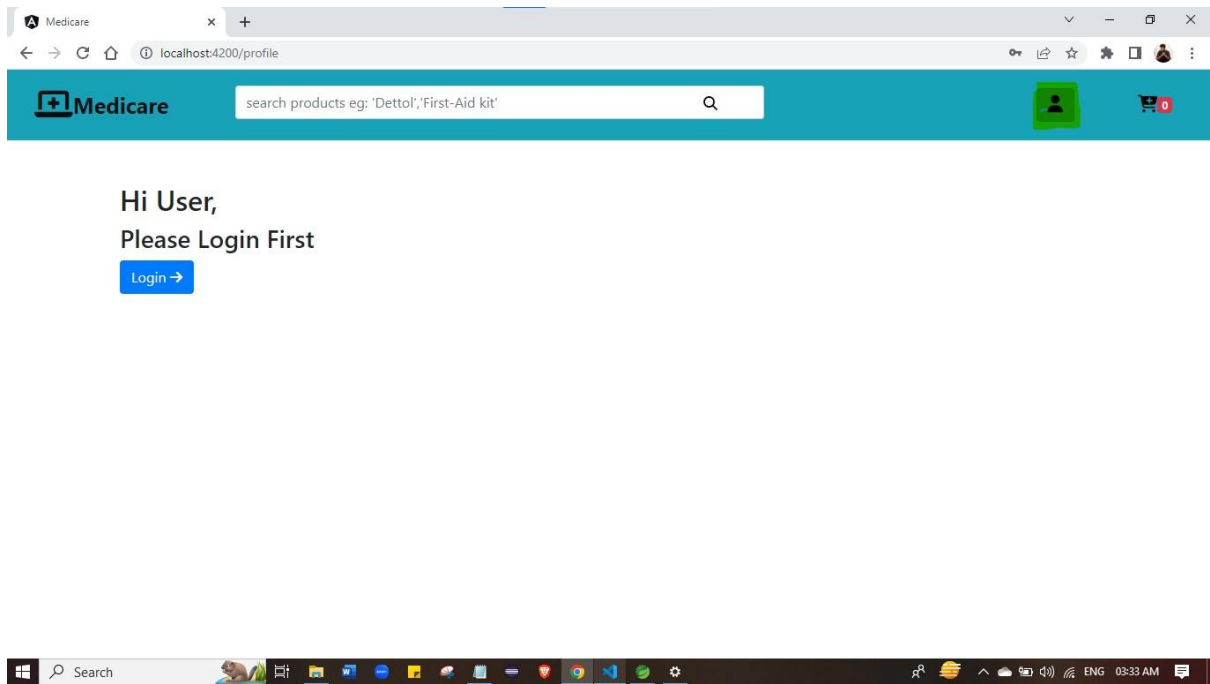 Medicare
localhost:4200/profile
Medicare
search products eg: 'Dettol','First-Aid kit'
0
Hi User,
Please Login First
Login
Search
ENG
03:33 AM